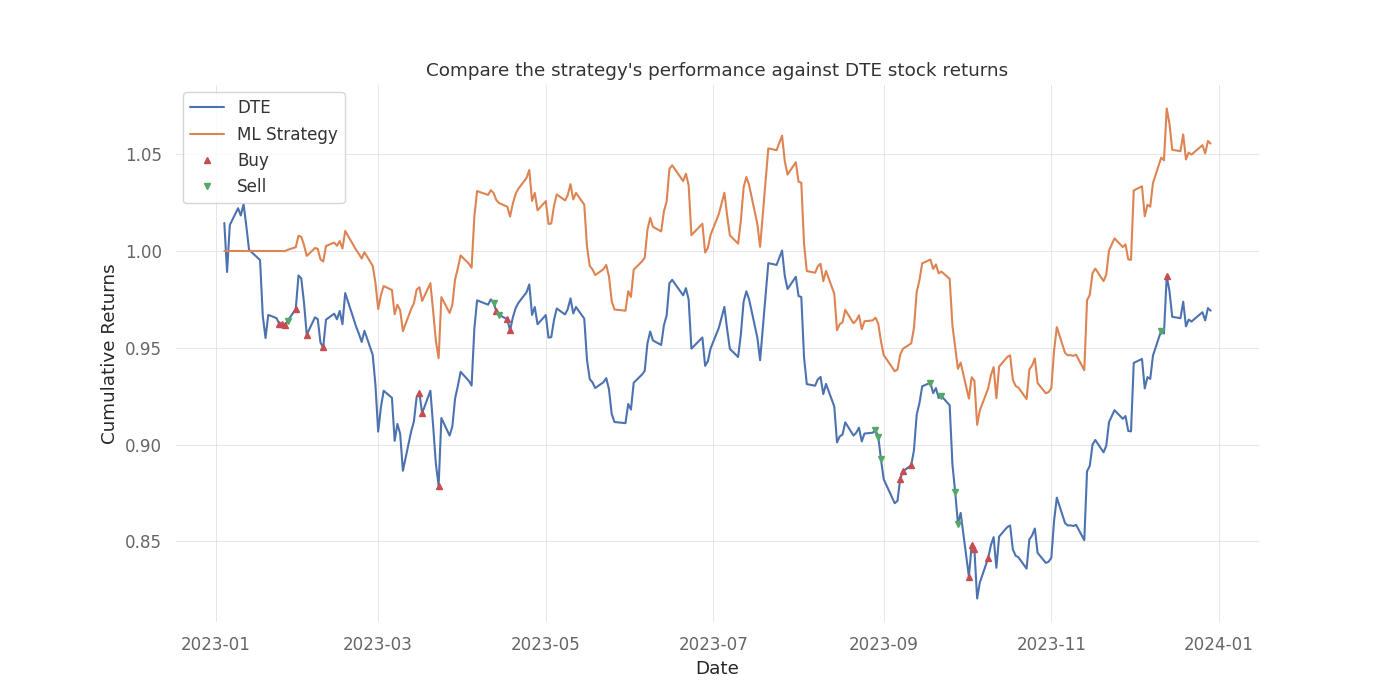 Compare the strategy's performance against DTE stock returns
DTE
ML Strategy
Buy
Sell
1.05
1.00
0.95
0.90
0.85
Cumulative Returns
2023-01 2023-03 2023-05 2023-07 2023-09 2023-11 2024-01
Date